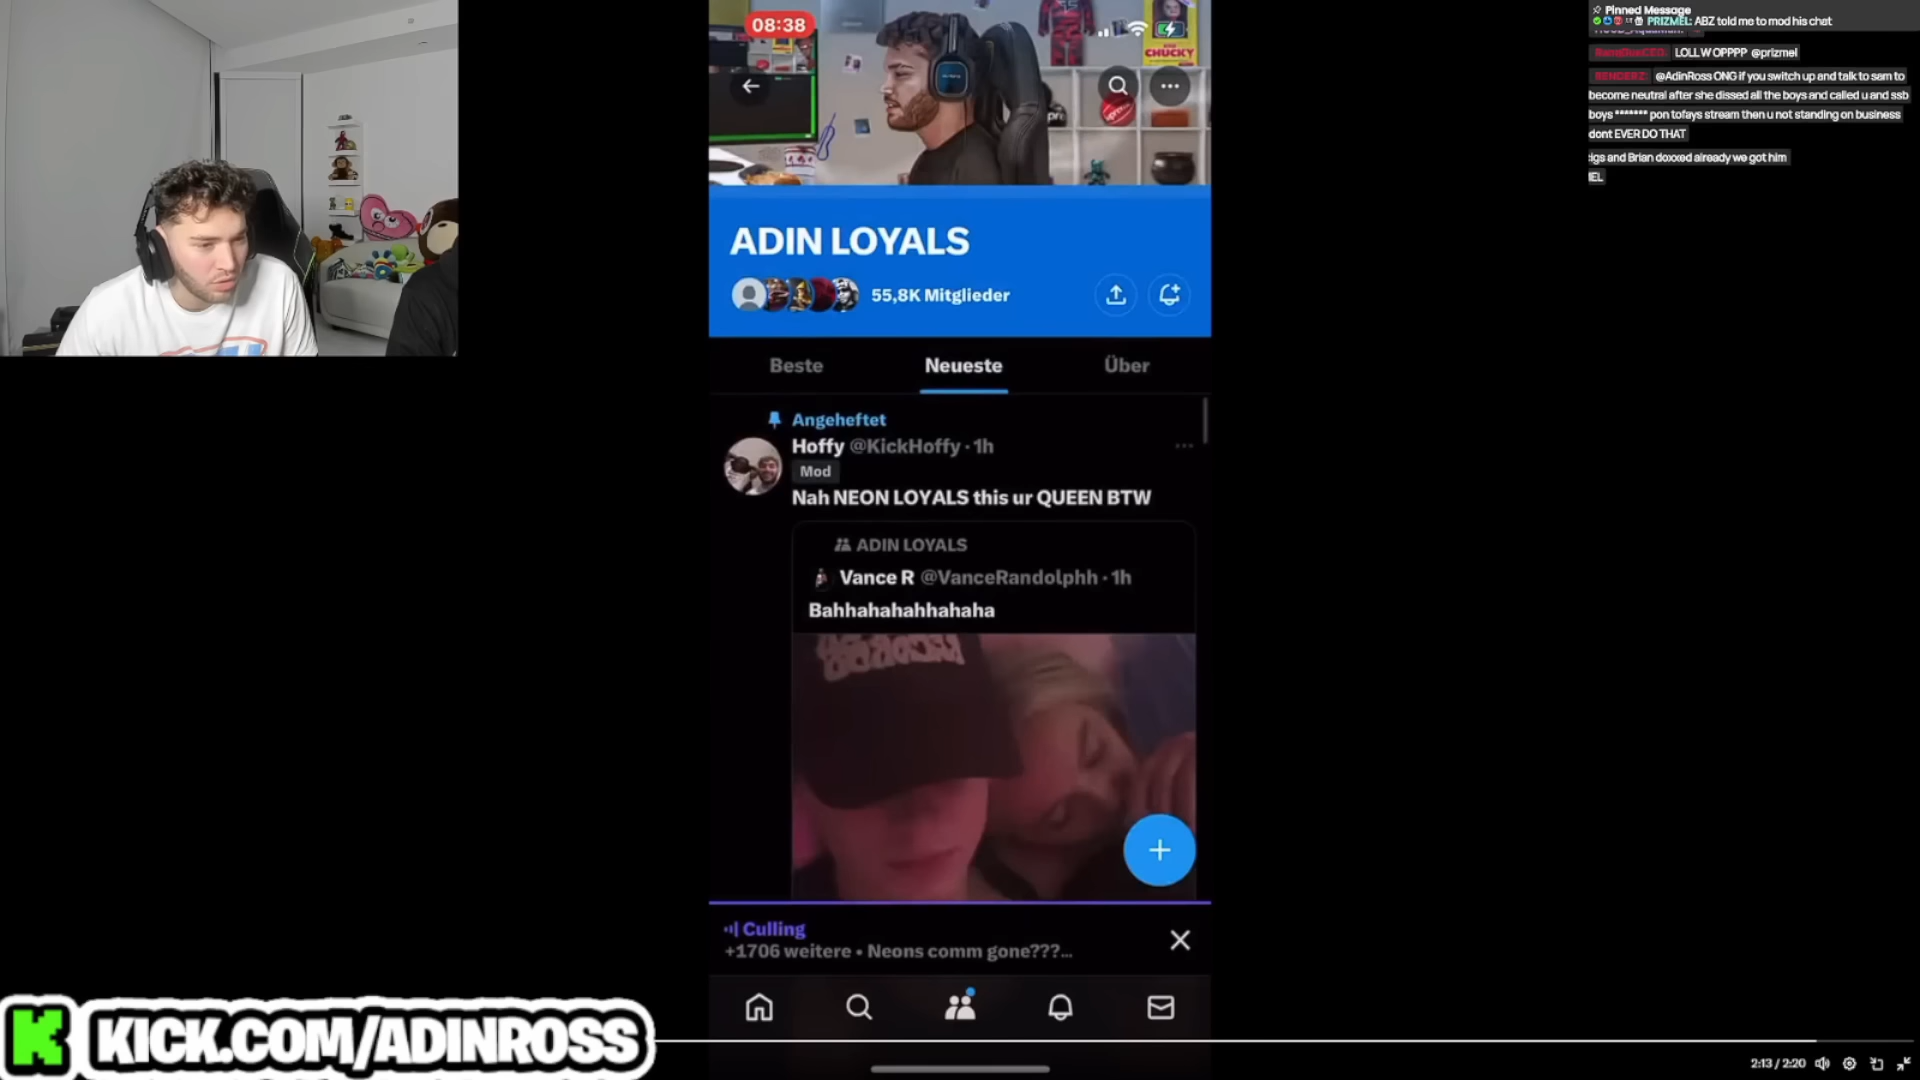 08:38
CHUCKY
ADIN LOYALS
55,8K Mitglieder
Beste
Neueste
Über
Angeheftet
Hoffy @KickHoffy · 1h
Mod
Nah NEON LOYALS this ur QUEEN BTW
ADIN LOYALS
Vance R @VanceRandolphh · 1h
Bahhahahahhahaha
Culling
+1706 weitere • Neons comm gone???...
Pinned Message
PRIZMEL: ABZ told me to mod his chat
LOLL W OPPPP @prizmel
RENDERZ: @AdinRoss ONG if you switch up and talk to sam to
become neutral after she dissed all the boys and called u and ssb
boys ******* pon tofays stream then u not standing on business
dont EVER DO THAT
igs and Brian doxxed already we got him
EL
K KICK.COM/ADINROSS
2:13 / 2:20